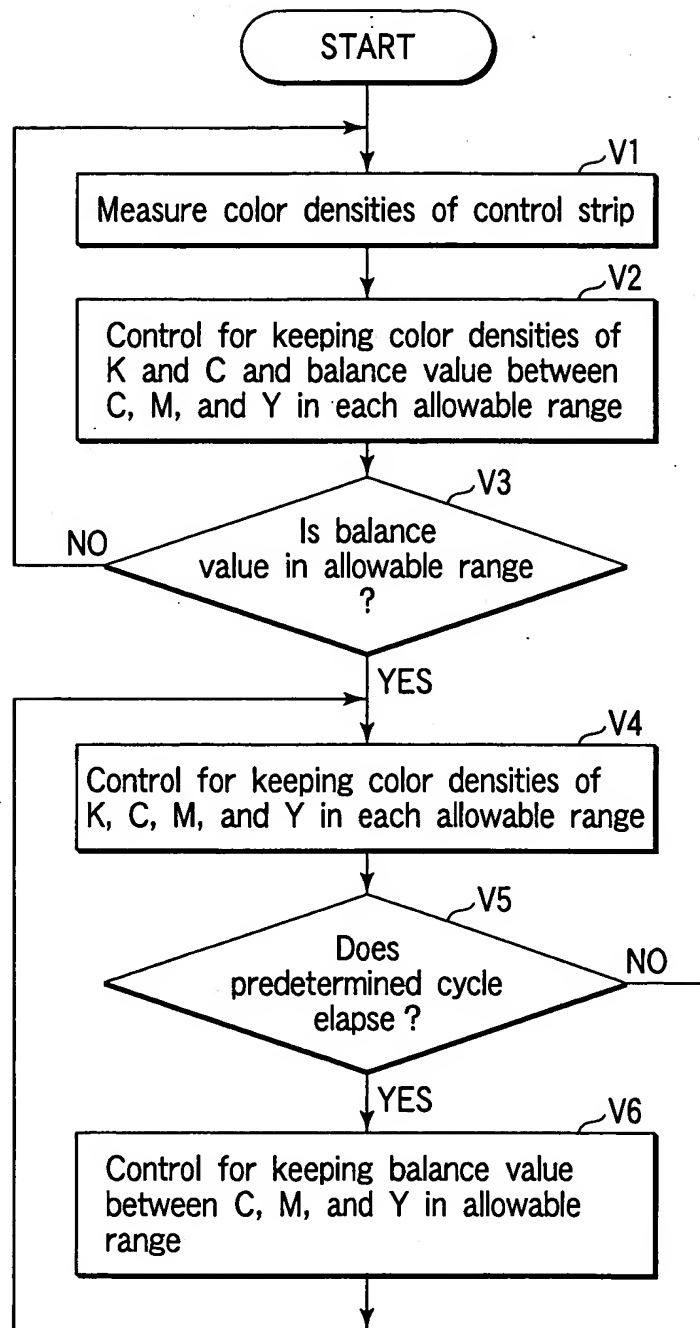 START
V1
Measure color densities of control strip
V2
Control for keeping color densities of
K and C and balance value between
C, M, and Y in each allowable range
V3
Is balance
value in allowable range
?
NO
YES
V4
Control for keeping color densities of
K, C, M, and Y in each allowable range
V5
Does
predetermined cycle
elapse ?
NO
YES
V6
Control for keeping balance value
between C, M, and Y in allowable
range